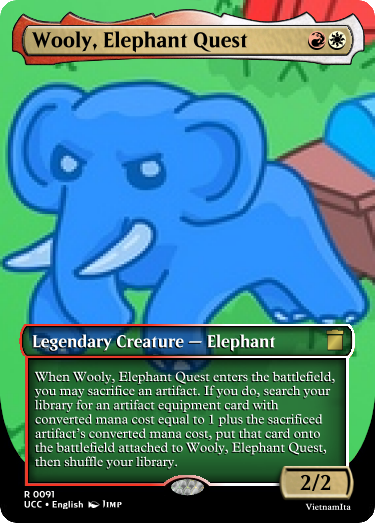 Wooly, Elephant Quest
Legendary Creature — Elephant
When Wooly, Elephant Quest enters the battlefield,
you may sacrifice an artifact. If you do, search your
library for an artifact equipment card with
converted mana cost equal to 1 plus the sacrificed
artifact's converted mana cost, put that card onto
the battlefield attached to Wooly, Elephant Quest,
then shuffle your library.
2/2
R 0091
UCC • English JIMP
VietnamIta